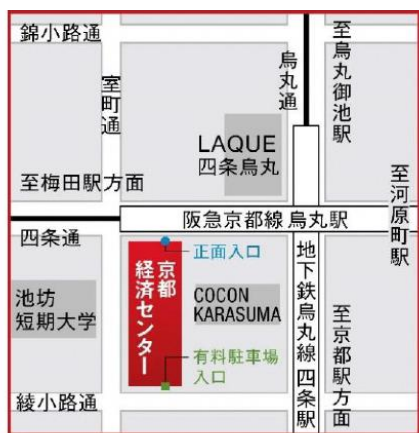 錦小路通
室町通
烏丸通
至烏丸御池駅
LAQUE
四条烏丸
至梅田駅方面
至河原町駅
阪急京都線 烏丸駅
四条通
正面入口
京都
経済センター
地下鉄烏丸線 四条駅
池坊
短期大学
COCON
KARASUMA
至京都駅方面
有料駐車場
入口
綾小路通